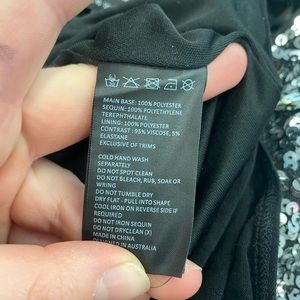 MAIN BASE: 100% POLYESTER
SEQUIN: 100% POLYETHYLENE
TEREPHTHALATE
LINING: 100% POLYESTER
CONTRAST: 95% VISCOSE, 5%
ELASTANE
EXCLUSIVE OF TRIMS
COLD HAND WASH
SEPARATELY
DO NOT SPOT CLEAN
DO NOT BLEACH, RUB, SOAK OR
WRING
DO NOT TUMBLE DRY
DRY FLAT - PULL INTO SHAPE
COOL IRON ON REVERSE SIDE IF
REQUIRED
DO NOT IRON SEQUIN
DO NOT DRYCLEAN (X)
DESIGNED IN AUSTRALIA